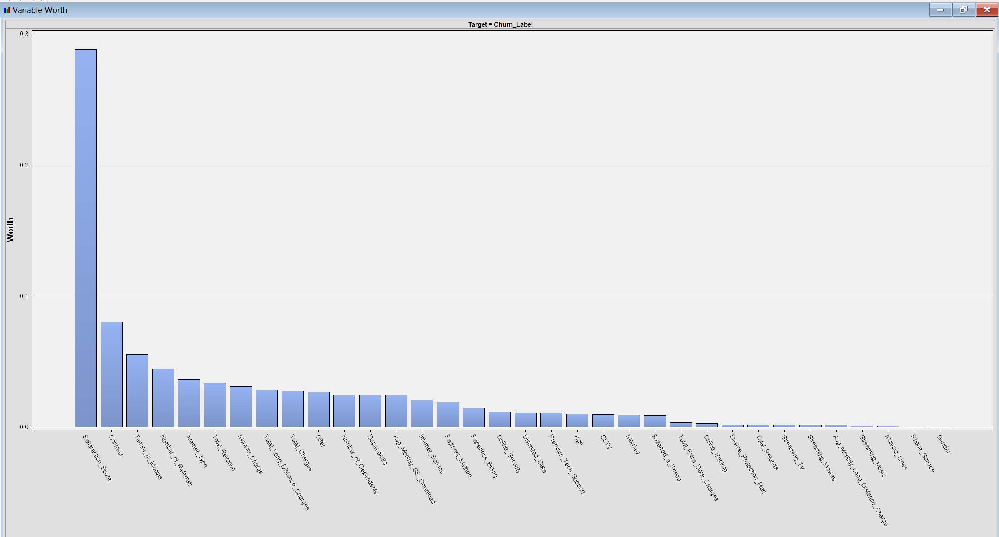 Variable Worth
Target = Churn_Label
0.3
0.2
0.1
0.0
Worth
Satisfaction_Score
Contract
Tenure_in_Months
Number_of_Referrals
Internet_Type
Total_Revenue
Monthly_Charge
Total_Long_Distance_Charges
Total_Charges
Offer
Number_of_Dependents
Dependents
Avg_Monthly_GB_Download
Internet_Service
Payment_Method
Paperless_Billing
Online_Security
Unlimited_Data
Premium_Tech_Support
Age
CLTV
Married
Referred_a_Friend
Total_Extra_Data_Charges
Online_Backup
Device_Protection_Plan
Total_Refunds
Streaming_TV
Streaming_Movies
Avg_Monthly_Long_Distance_Charge
Streaming_Music
Multiple_Lines
Phone_Service
Gender